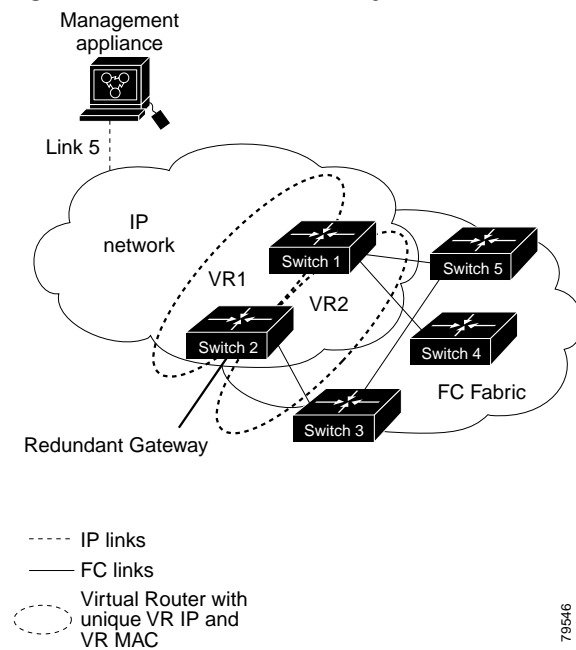 Management
appliance
Link 5
IP
network
VR1
VR2
Switch 1
Switch 5
Switch 2
Switch 4
FC Fabric
Switch 3
Redundant Gateway
IP links
FC links
Virtual Router with
unique VR IP and
VR MAC
79546